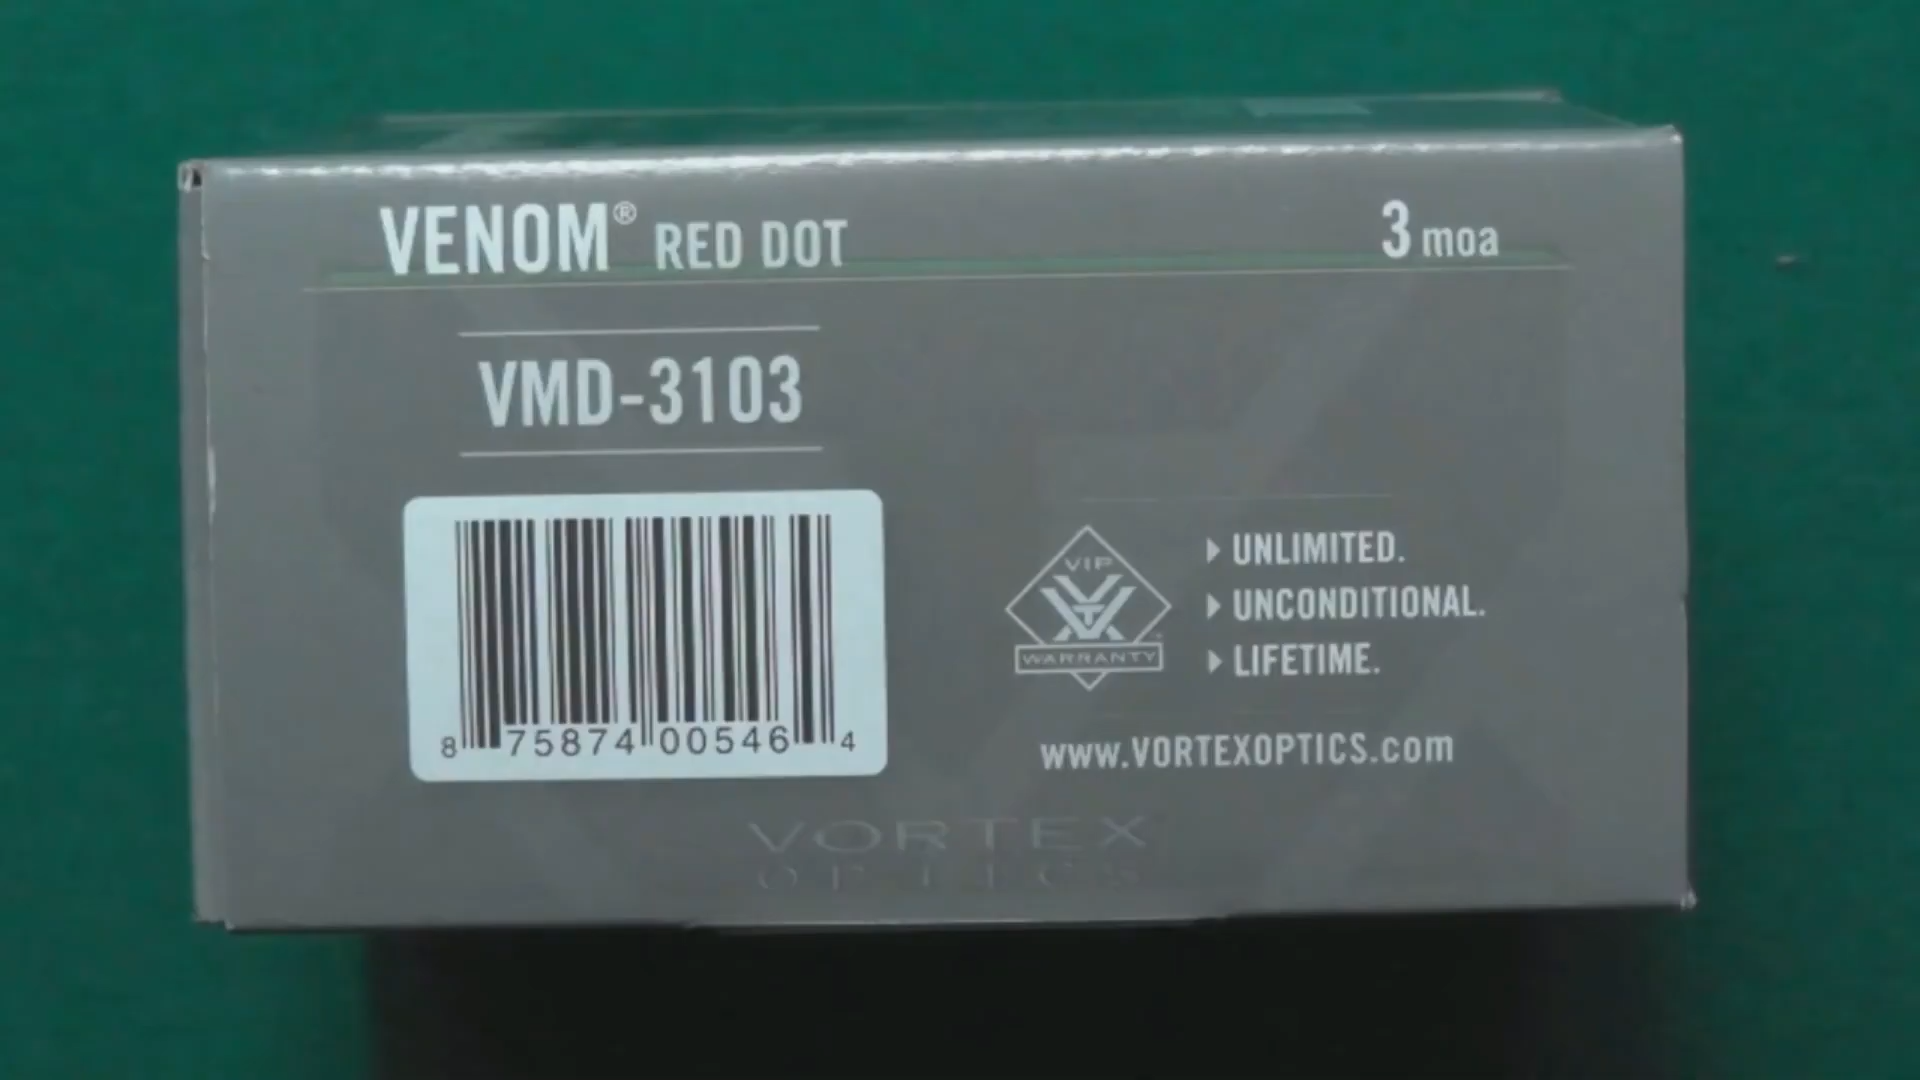 VENOM® RED DOT 3 moa
VMD-3103
8 75874 00546 4
VIP
WARRANTY
UNLIMITED.
UNCONDITIONAL.
LIFETIME.
www.VORTEXOPTICS.com
VORTEX
OPTICS